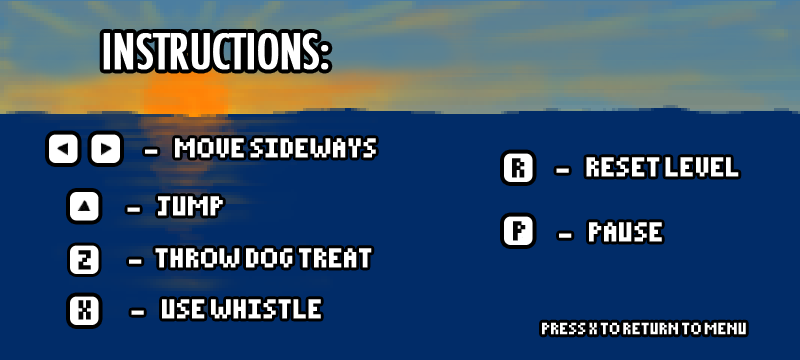 INSTRUCTIONS:
◄ ► - MOVE SIDEWAYS
▲ - JUMP
Z - THROW DOG TREAT
X - USE WHISTLE
R - RESET LEVEL
P - PAUSE
PRESS X TO RETURN TO MENU